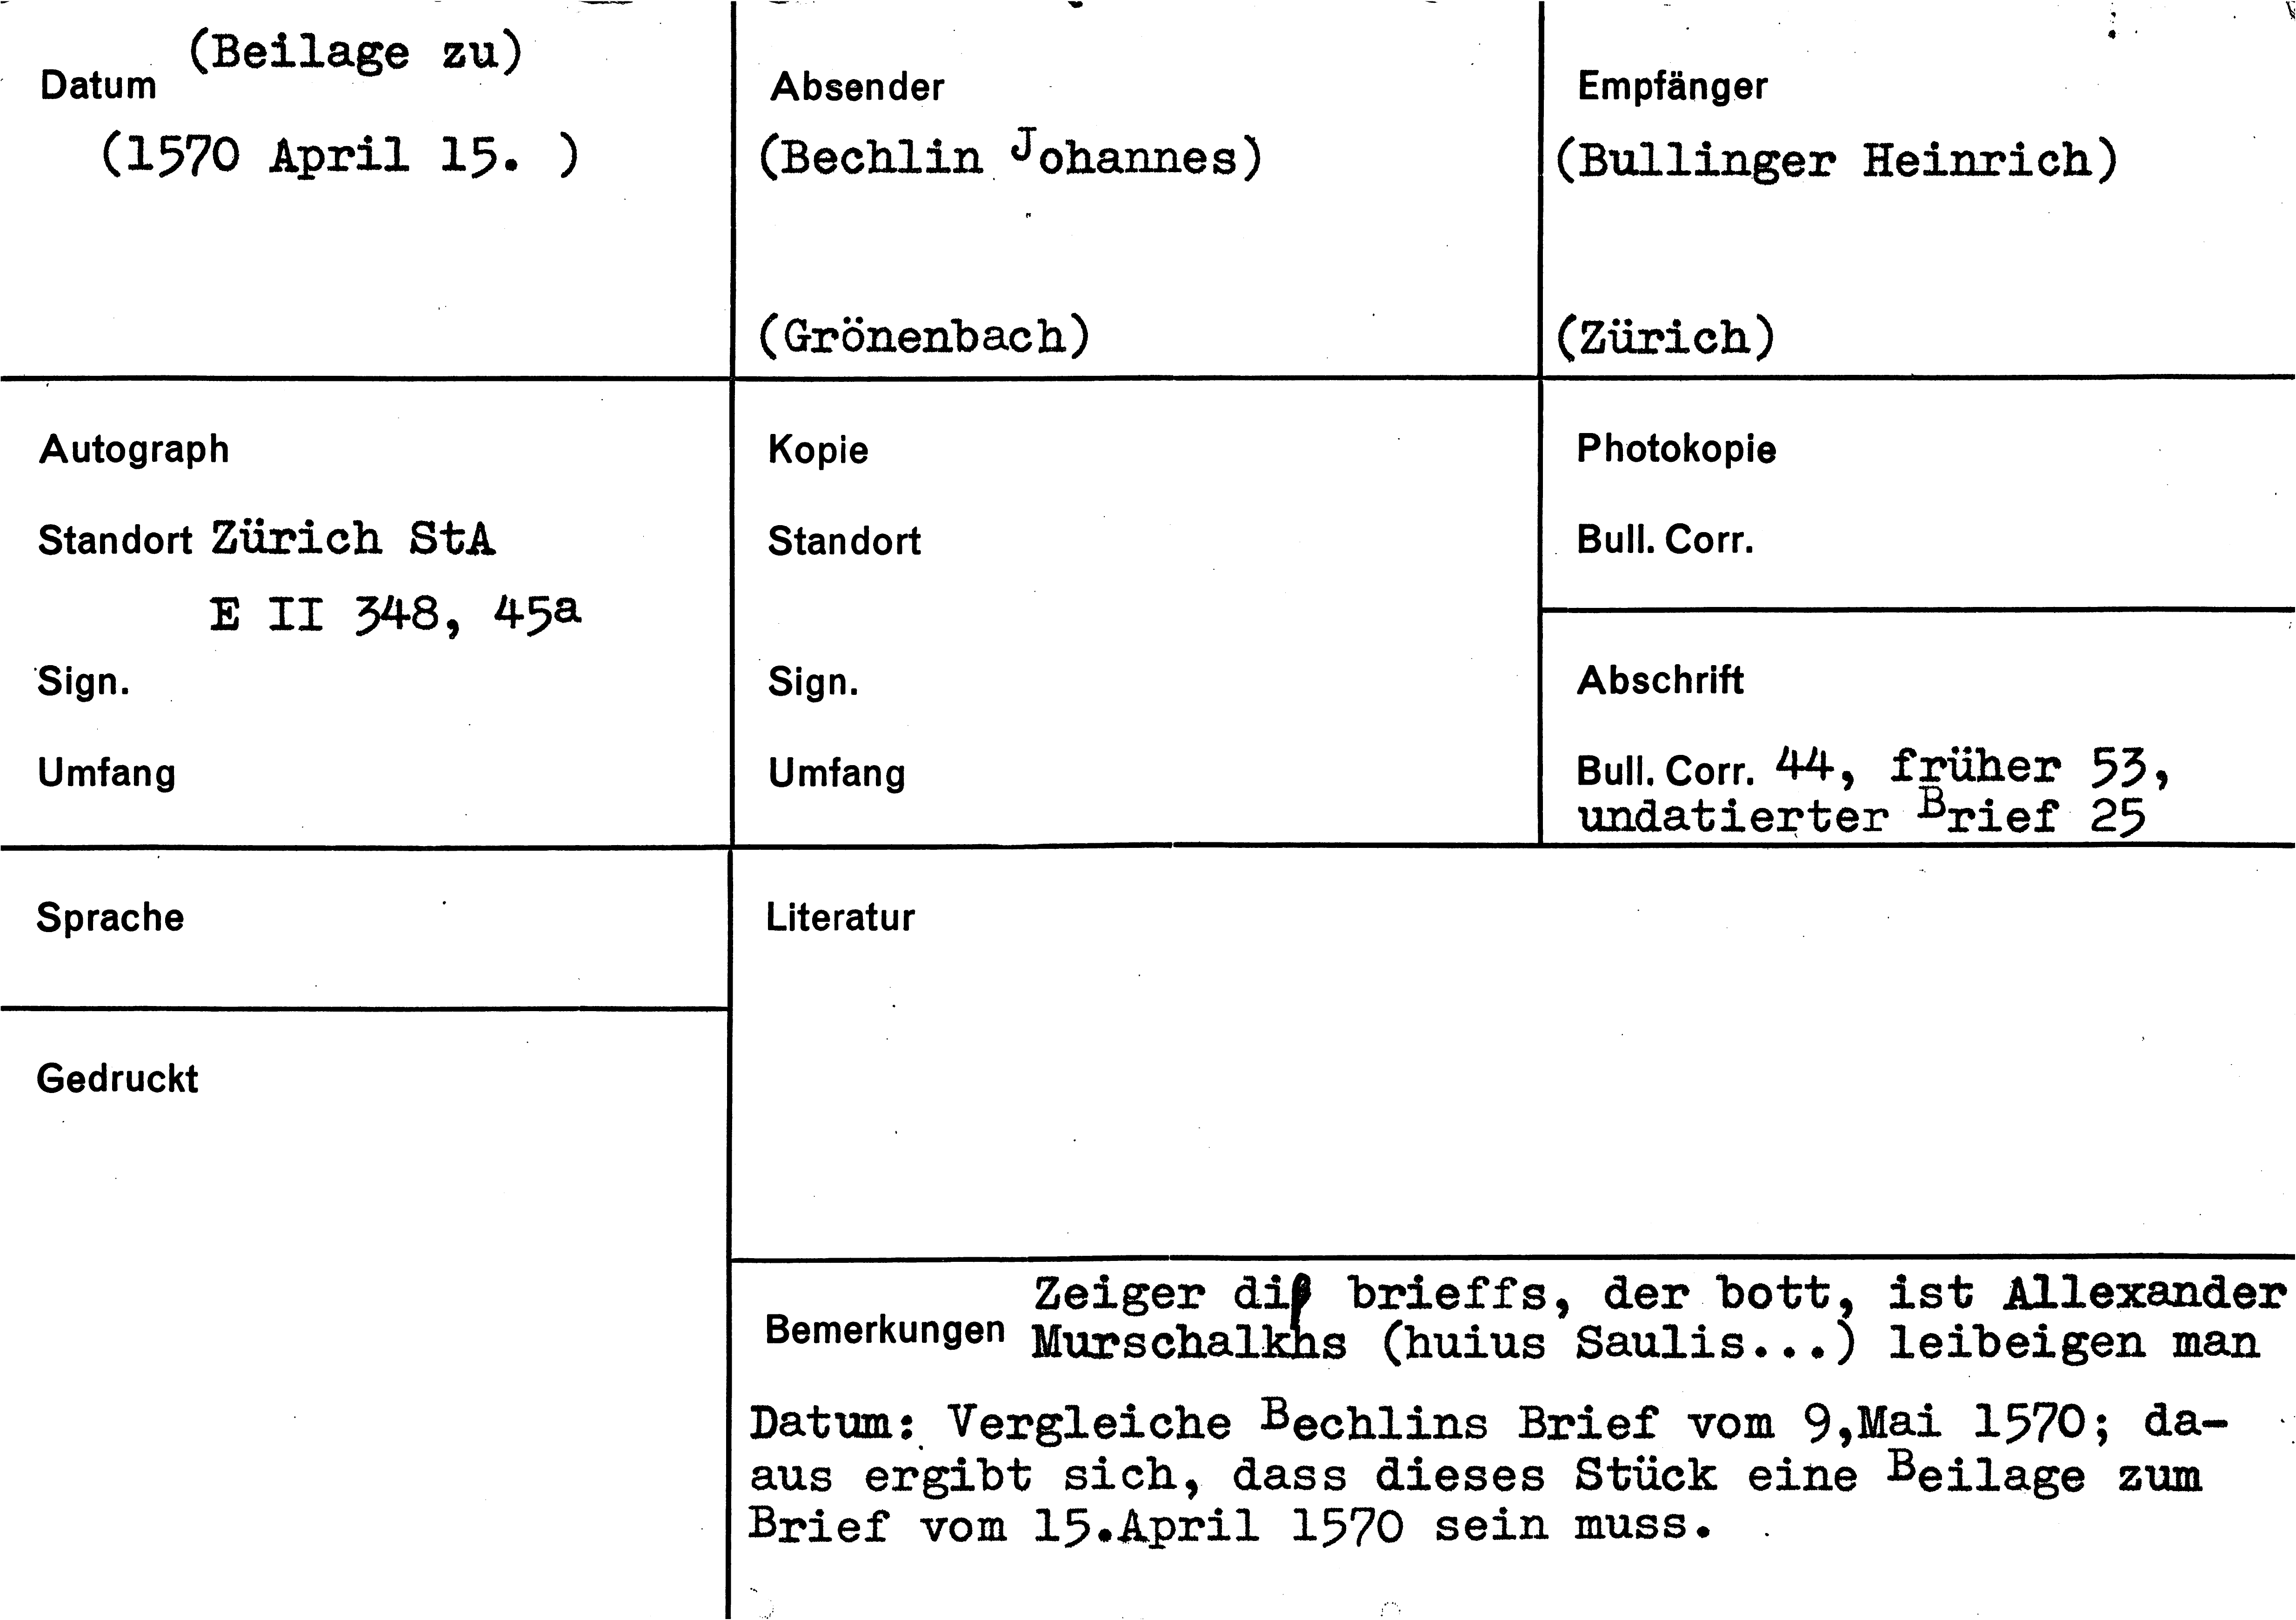 (Beilage zu)
Datum
(1570 April 15. )
Absender
(Bechlin Johannes)
(Grönenbach)
Empfänger
(Bullinger Heinrich)
(Zürich)
Autograph
Standort Zürich StA
E II 348, 45a
Sign.
Umfang
Kopie
Standort
Sign.
Umfang
Photokopie
Bull. Corr.
Abschrift
Bull. Corr. 44, früher 53,
undatierter Brief 25
Sprache
Gedruckt
Literatur
Zeiger diß brieffs, der bott, ist Allexander
Bemerkungen Murschalkhs (huius Saulis...) leibeigen man
Datum: Vergleiche Bechlins Brief vom 9,Mai 1570; da-
aus ergibt sich, dass dieses Stück eine Beilage zum
Brief vom 15.April 1570 sein muss.